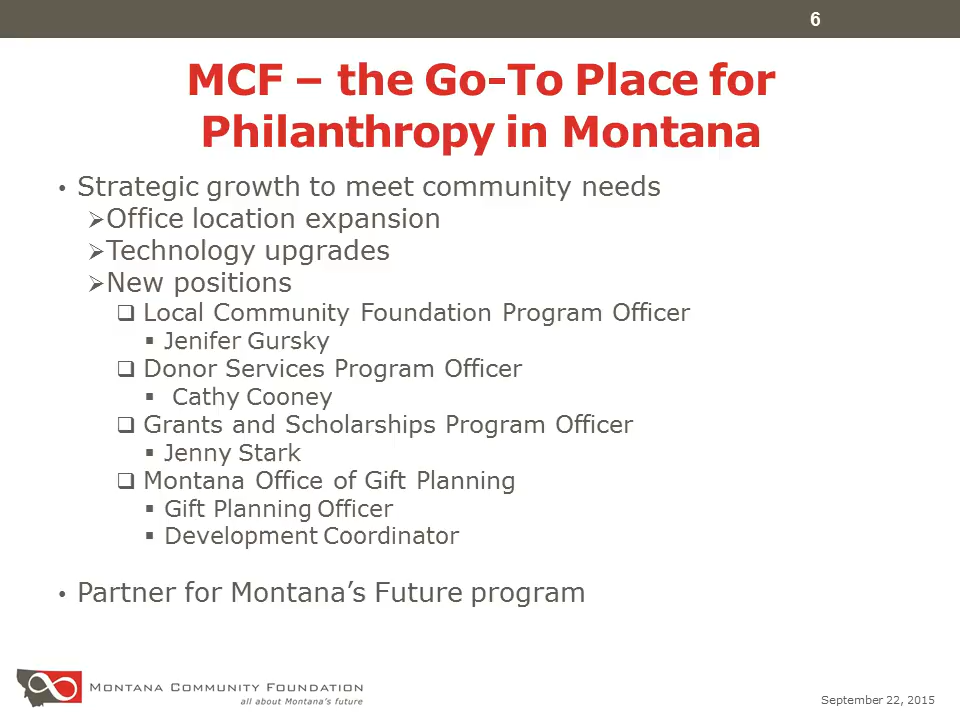 6
MCF – the Go-To Place for
Philanthropy in Montana
• Strategic growth to meet community needs
➢Office location expansion
➢Technology upgrades
➢New positions
❑ Local Community Foundation Program Officer
▪ Jenifer Gursky
❑ Donor Services Program Officer
▪ Cathy Cooney
❑ Grants and Scholarships Program Officer
▪ Jenny Stark
❑ Montana Office of Gift Planning
▪ Gift Planning Officer
▪ Development Coordinator
• Partner for Montana’s Future program
Montana Community Foundation
all about Montana's future
September 22, 2015